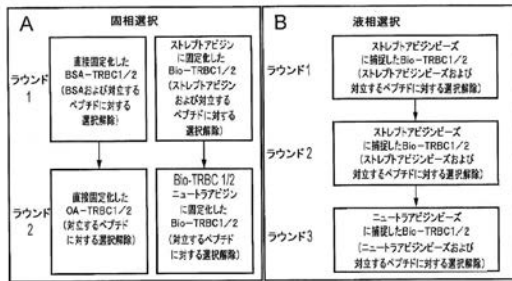 A
固相選択
ラウンド
1
直接固定化した
BSA-TRBC1/2
(BSAおよび対立する
ペプチドに対する
選択解除)
ストレプトアビジン
に固定化した
Bio-TRBC1/2
(ストレプトアビジ
ンおよび対立する
ペプチドに対する
選択解除)
ラウンド
2
直接固定化した
OA-TRBC1/2
(対立するペプチド
に対する選択解除)
Bio-TRBC 1/2
ニュートラアビジン
に固定化した
Bio-TRBC1/2
(対立するペプチド
に対する選択解除)
B
液相選択
ラウンド1
ストレプトアビジンビーズ
に捕捉したBio-TRBC1/2
(ストレプトアビジンビーズおよび
対立するペプチドに対する選択解除)
ラウンド2
ストレプトアビジンビーズ
に捕捉したBio-TRBC1/2
(ストレプトアビジンビーズおよび
対立するペプチドに対する選択解除)
ラウンド3
ニュートラアビジンビーズ
に捕捉したBio-TRBC1/2
(ニュートラアビジンビーズおよび
対立するペプチドに対する選択解除)